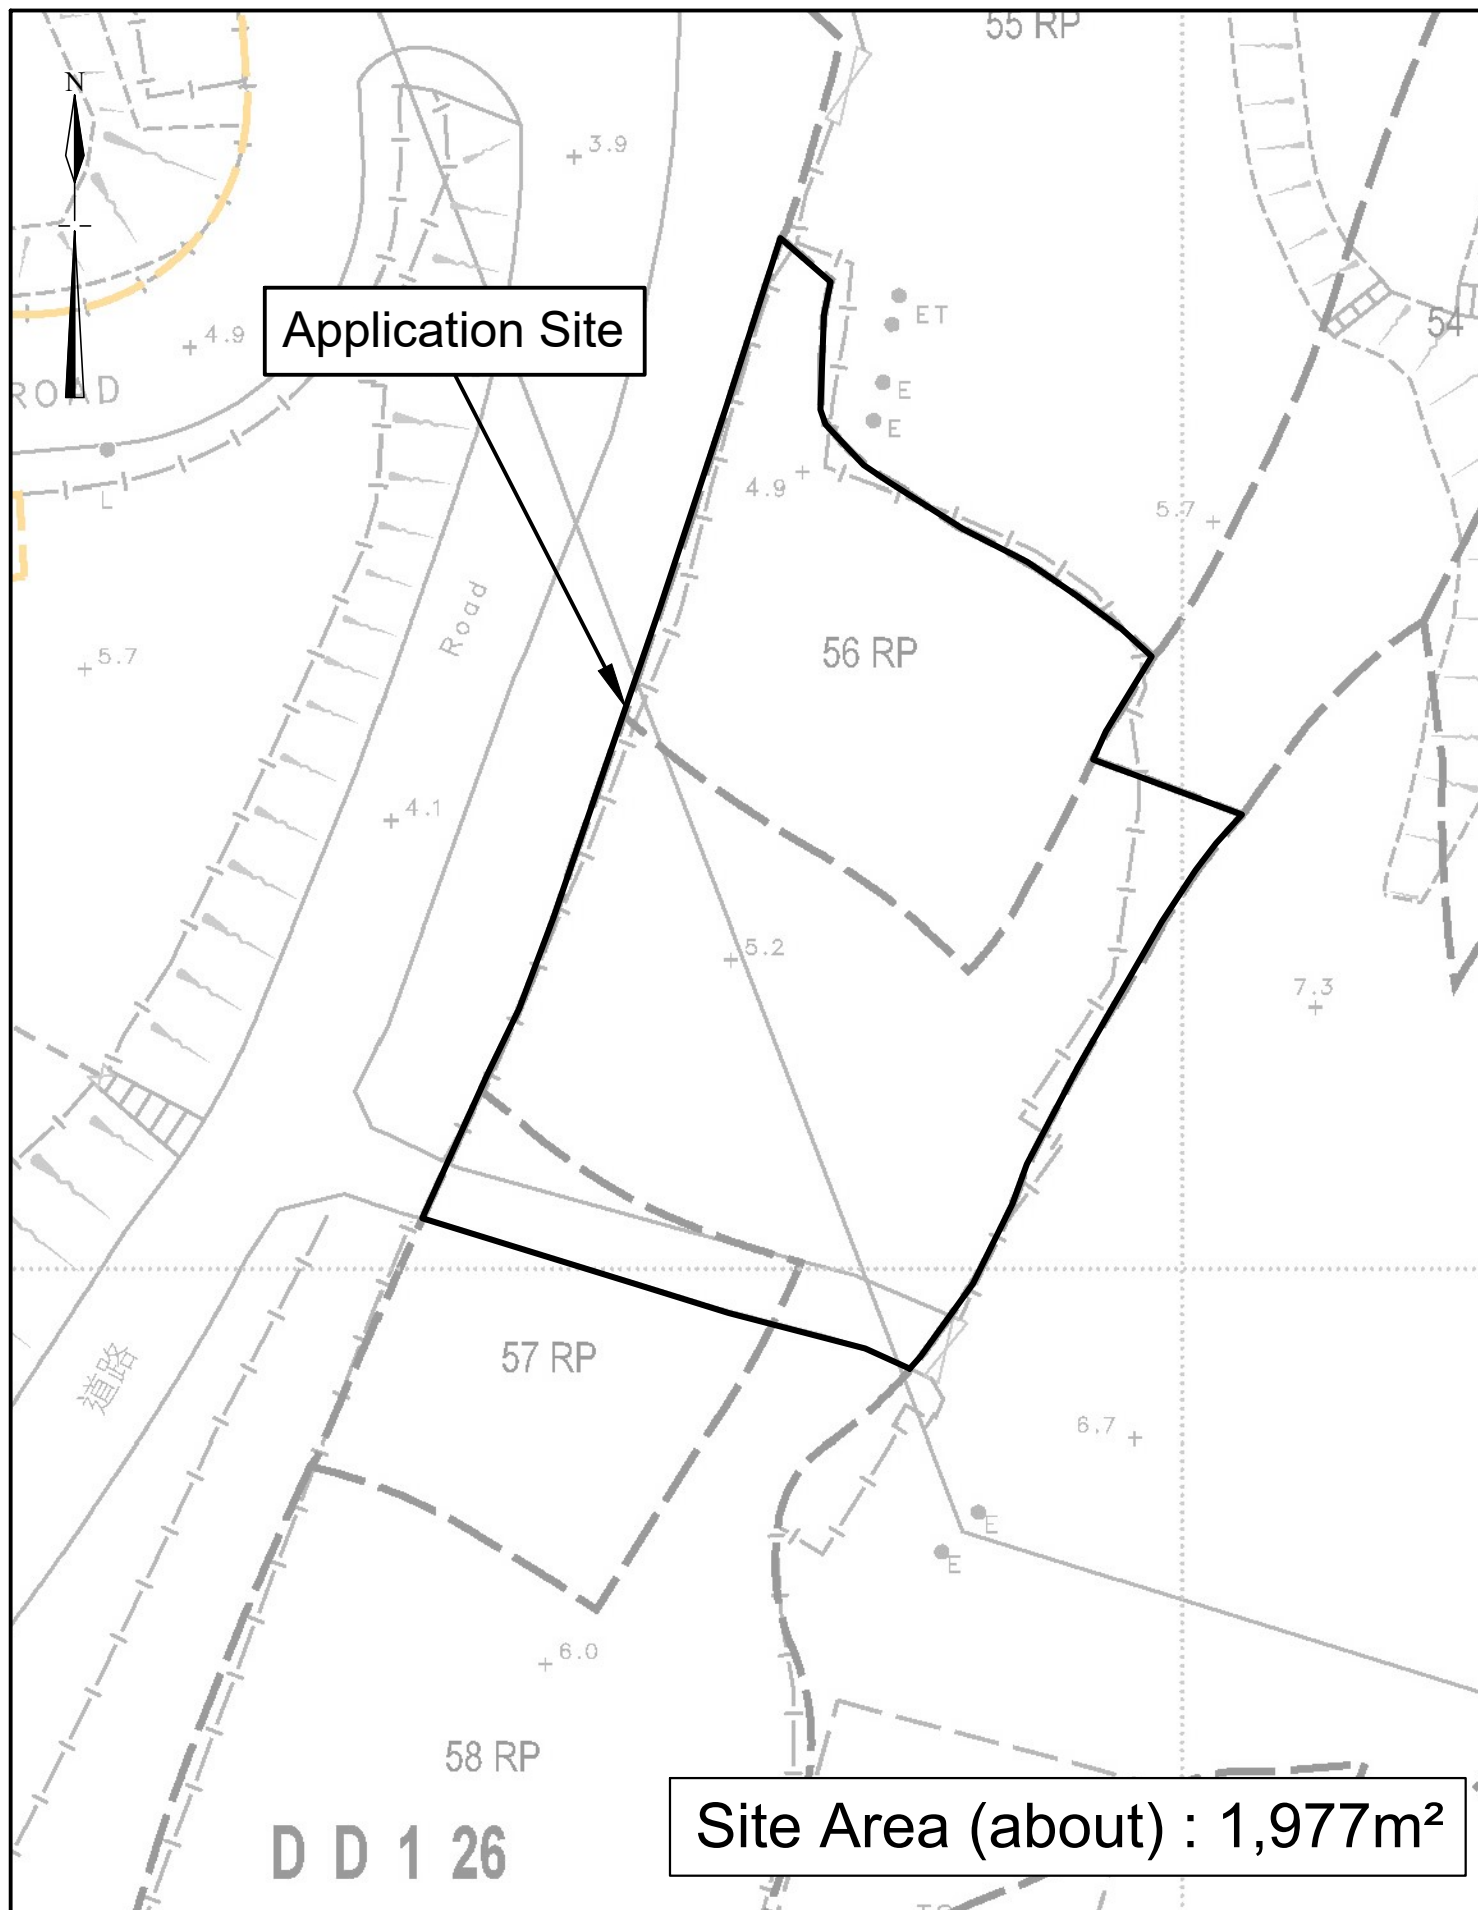 55 RP
N
3.9
ET
4.9
Application Site
54
ROAD
E
E
4.9
L
5.7
Road
56 RP
5.7
4.1
5.2
7.3
57 RP
道路
6.7
E
E
6.0
58 RP
Site Area (about) : 1,977m²
D D 1 26